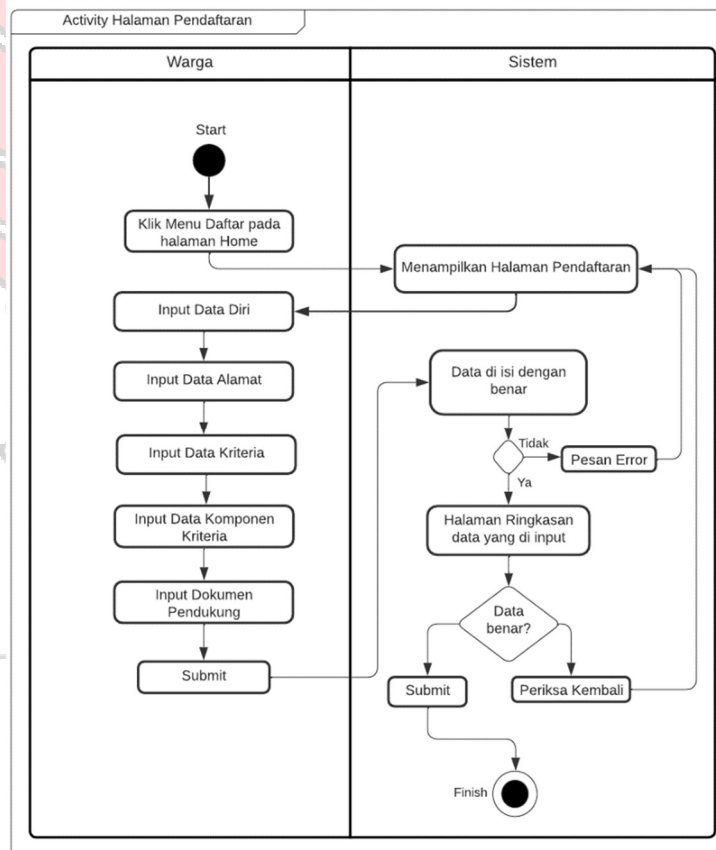 Activity Halaman Pendaftaran
Warga
Sistem
Start
Klik Menu Daftar pada
halaman Home
Menampilkan Halaman Pendaftaran
Input Data Diri
Input Data Alamat
Input Data Kriteria
Input Data Komponen
Kriteria
Input Dokumen
Pendukung
Submit
Data di isi dengan
benar
Tidak
Pesan Error
Ya
Halaman Ringkasan
data yang di input
Data
benar?
Submit
Periksa Kembali
Finish